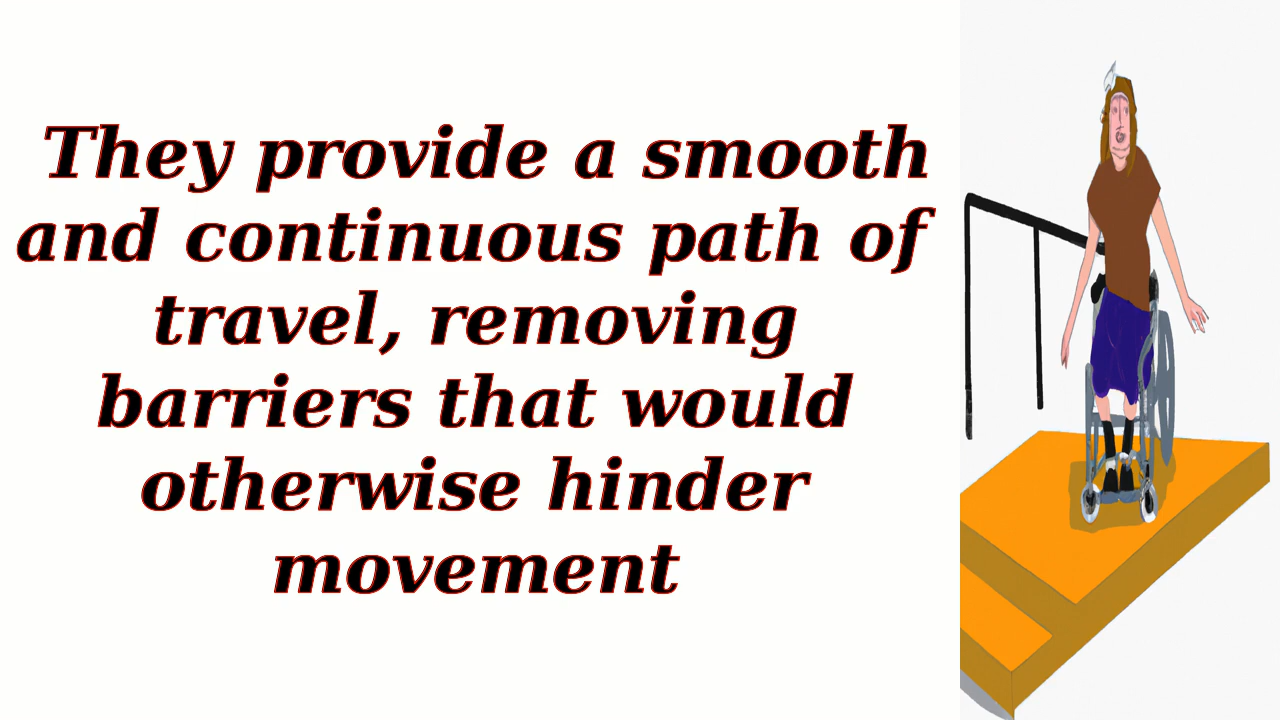 They provide a smooth
and continuous path of
travel, removing
barriers that would
otherwise hinder
movement